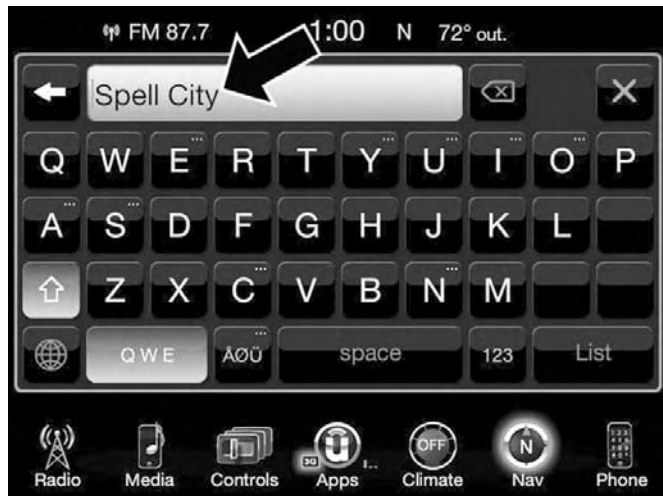 FM 87.7 1:00 N 72° out.
Spell City
Q W E R T Y U I O P
A S D F G H J K L
Z X C V B N M
QWE ÅØÜ space 123 List
3G OFF N
Radio Media Controls Apps Climate Nav Phone